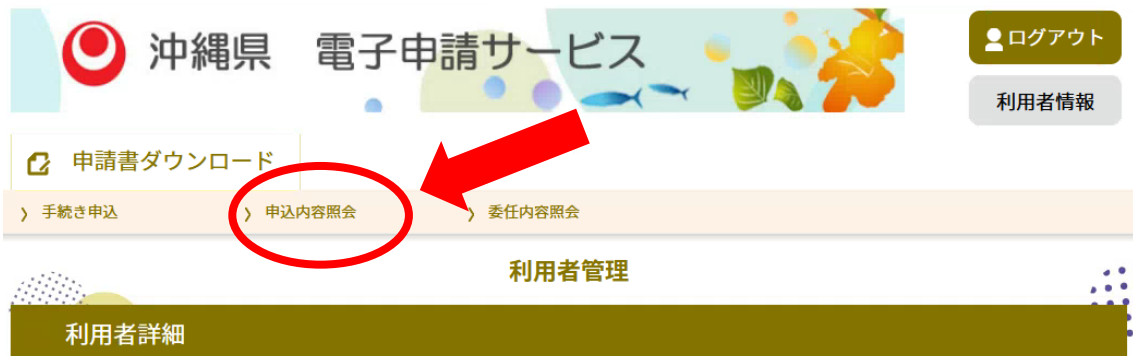 沖縄県 電子申請サービス
ログアウト
利用者情報
申請書ダウンロード
手続き申込
申込内容照会
委任内容照会
利用者管理
利用者詳細